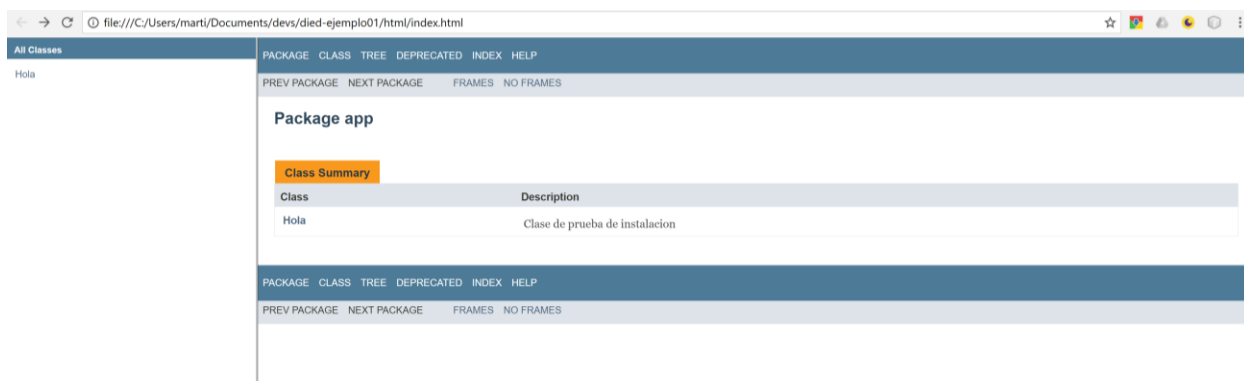 file:///C:/Users/marti/Documents/devs/died-ejemplo01/html/index.html
All Classes
Hola
PACKAGE CLASS TREE DEPRECATED INDEX HELP
PREV PACKAGE NEXT PACKAGE FRAMES NO FRAMES
Package app
Class Summary
Class Description
Hola Clase de prueba de instalacion
PACKAGE CLASS TREE DEPRECATED INDEX HELP
PREV PACKAGE NEXT PACKAGE FRAMES NO FRAMES